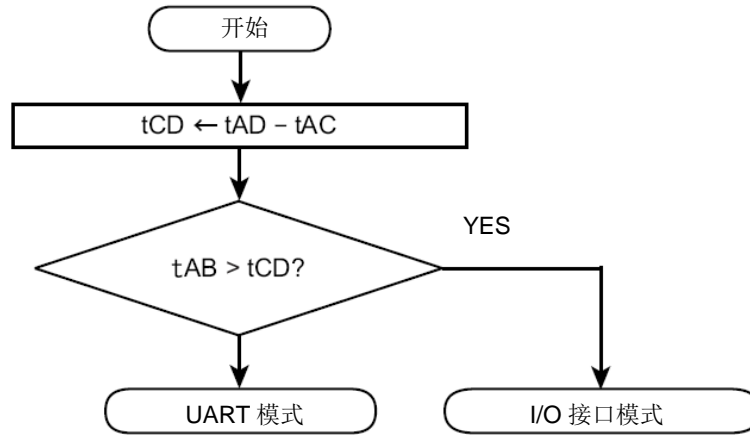 开始
tCD ← tAD – tAC
YES
tAB > tCD?
UART 模式
I/O 接口模式